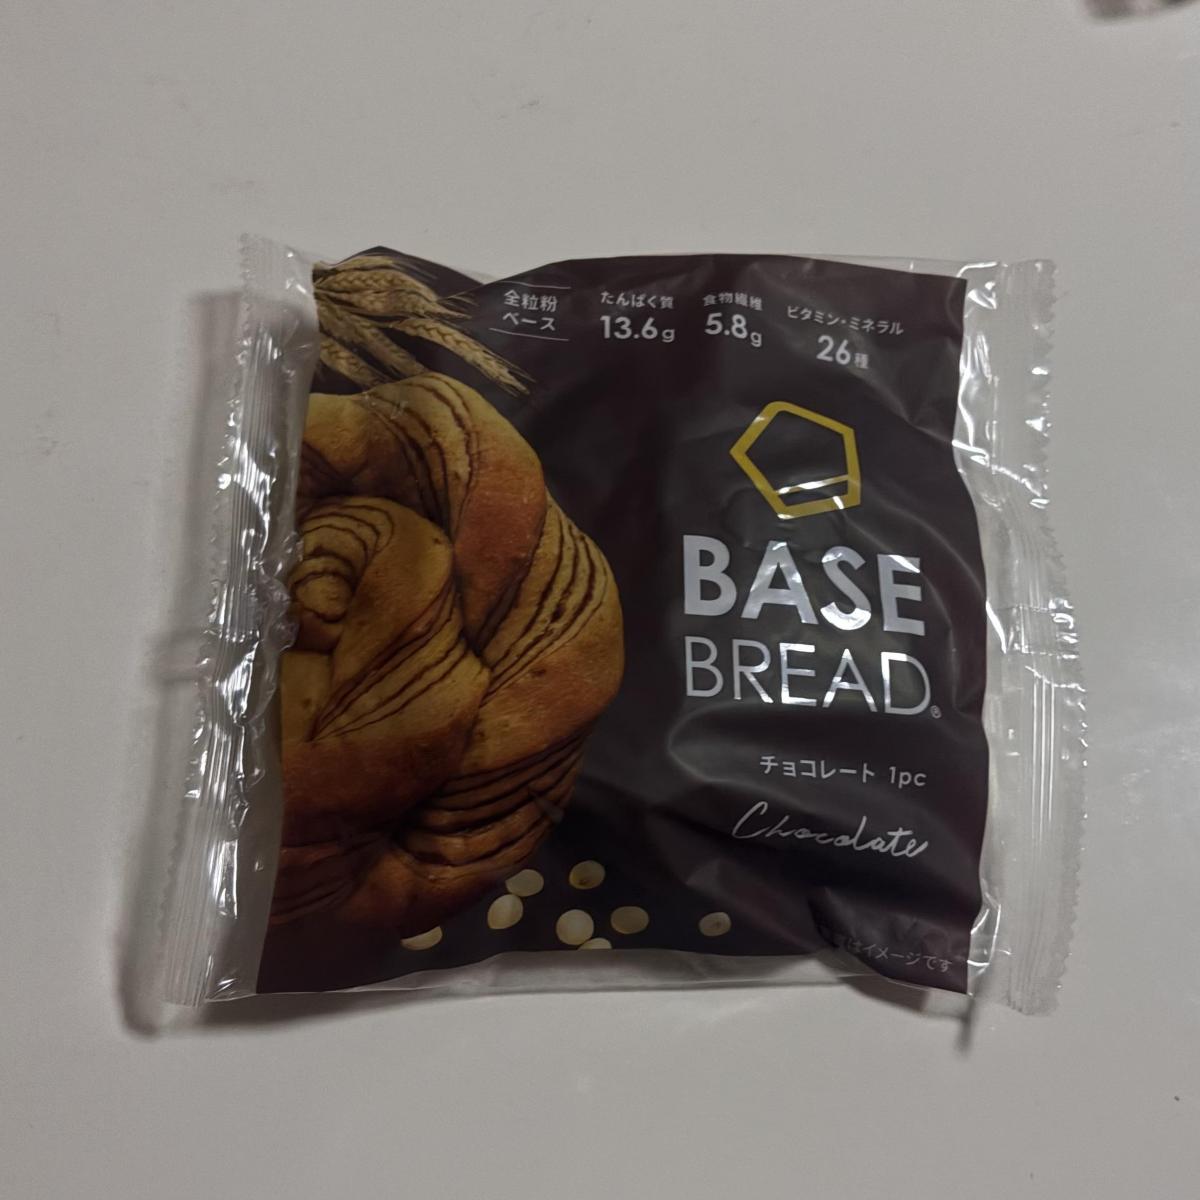 全粒粉
ベース
たんぱく質
13.6g
食物繊維
5.8g
ビタミン・ミネラル
26種
BASE
BREAD®
チョコレート 1pc
Chocolate
はイメージです